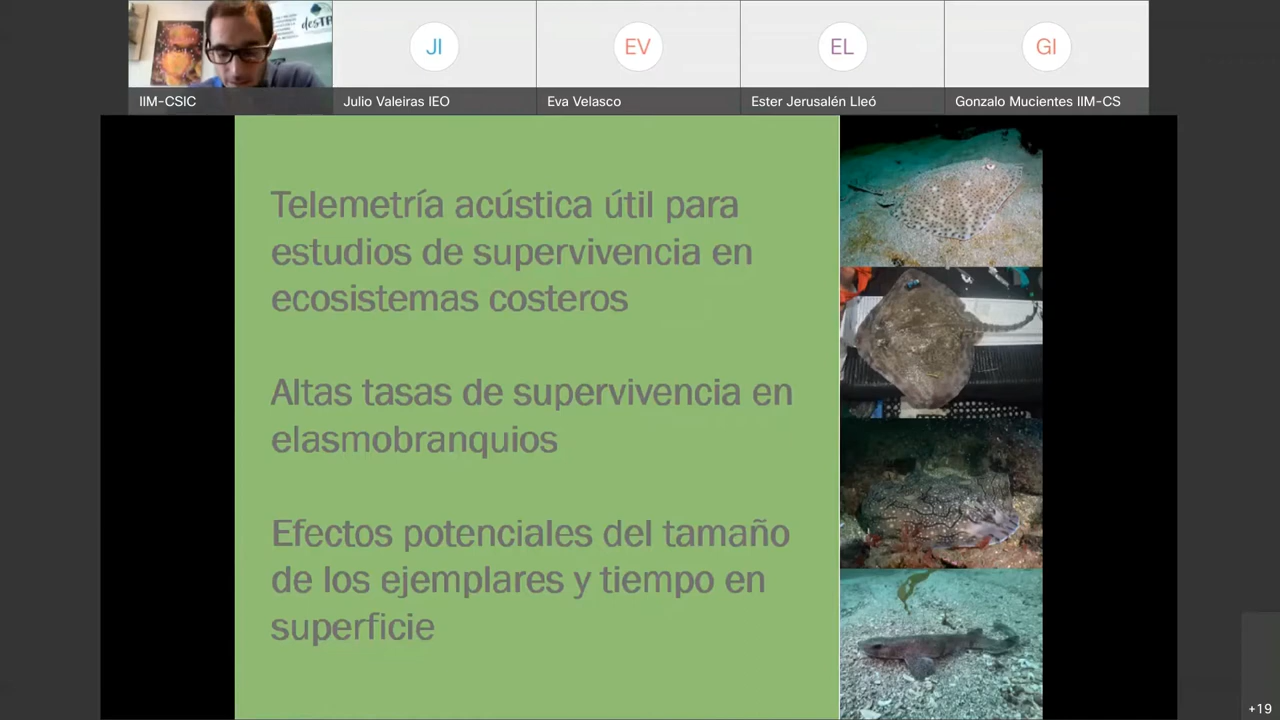 JI
EV
EL
GI
IIM-CSIC
Julio Valeiras IEO
Eva Velasco
Ester Jerusalén Lleó
Gonzalo Mucientes IIM-CS
Telemetría acústica útil para
estudios de supervivencia en
ecosistemas costeros
Altas tasas de supervivencia en
elasmobranquios
Efectos potenciales del tamaño
de los ejemplares y tiempo en
superficie
+19